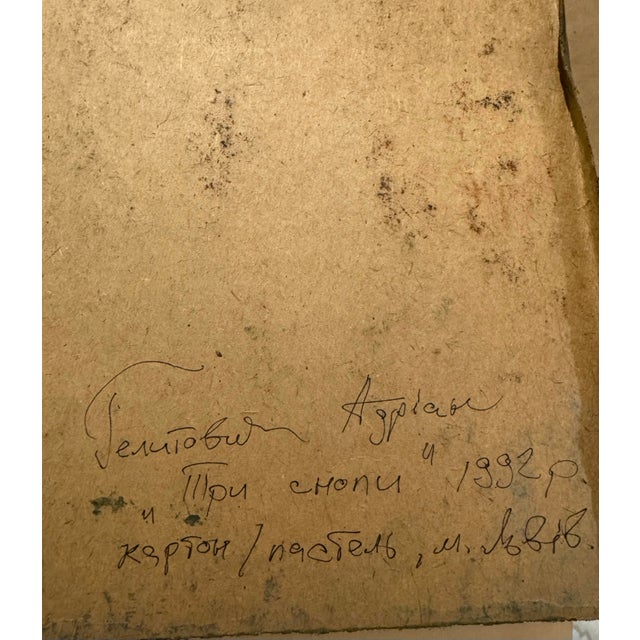 Гелитович Адріан
"Три снопи" 1992р.
картон/пастель, м. Львів.